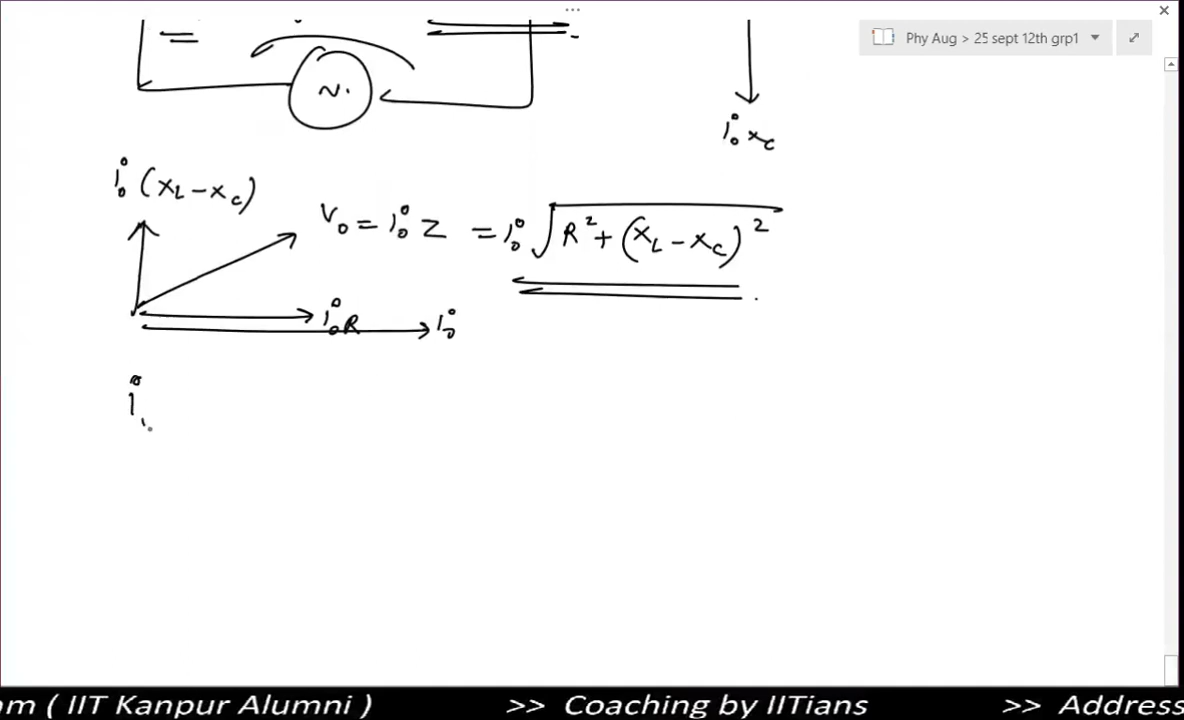 Phy Aug > 25 sept 12th grp1
~.
i₀ x_C
i₀ (x_L - x_C)
V₀ = i₀ Z = i₀ √(R² + (x_L - x_C)²)
i₀R
i₀
i
om ( IIT Kanpur Alumni ) >> Coaching by IITians >> Address